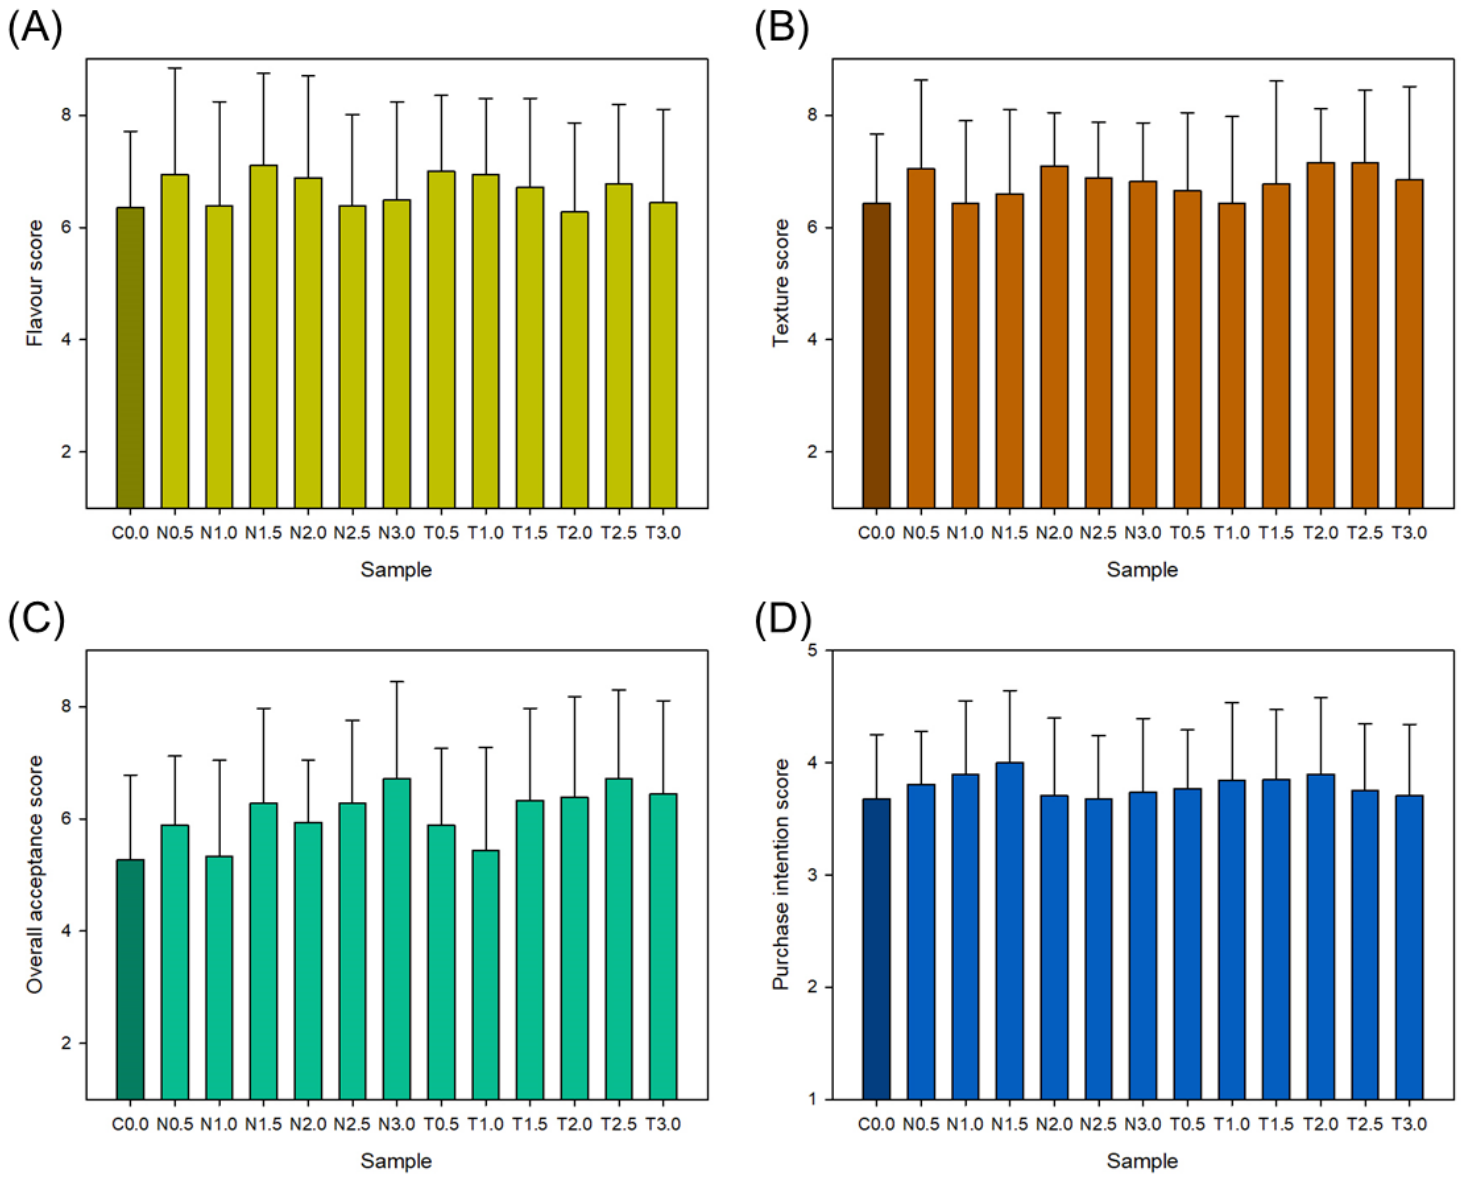 (A)
8
6
4
2
Flavour score
C0.0 N0.5 N1.0 N1.5 N2.0 N2.5 N3.0 T0.5 T1.0 T1.5 T2.0 T2.5 T3.0
Sample
(B)
8
6
4
2
Texture score
C0.0 N0.5 N1.0 N1.5 N2.0 N2.5 N3.0 T0.5 T1.0 T1.5 T2.0 T2.5 T3.0
Sample
(C)
8
6
4
2
Overall acceptance score
C0.0 N0.5 N1.0 N1.5 N2.0 N2.5 N3.0 T0.5 T1.0 T1.5 T2.0 T2.5 T3.0
Sample
(D)
5
4
3
2
1
Purchase intention score
C0.0 N0.5 N1.0 N1.5 N2.0 N2.5 N3.0 T0.5 T1.0 T1.5 T2.0 T2.5 T3.0
Sample